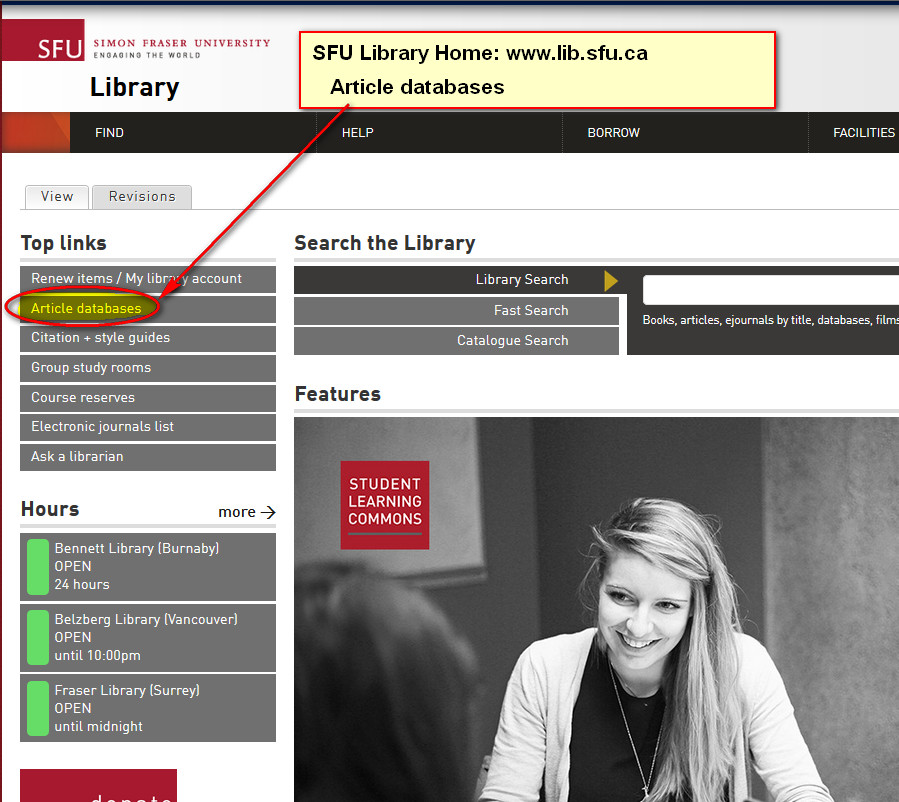 SFU SIMON FRASER UNIVERSITY
ENGAGING THE WORLD
Library
SFU Library Home: www.lib.sfu.ca
Article databases
FIND HELP BORROW FACILITIES
View Revisions
Top links
Renew items / My library account
Article databases
Citation + style guides
Group study rooms
Course reserves
Electronic journals list
Ask a librarian
Search the Library
Library Search
Fast Search
Catalogue Search
Books, articles, ejournals by title, databases, films
Features
STUDENT
LEARNING
COMMONS
Hours more →
Bennett Library (Burnaby)
OPEN
24 hours
Belzberg Library (Vancouver)
OPEN
until 10:00pm
Fraser Library (Surrey)
OPEN
until midnight
donate